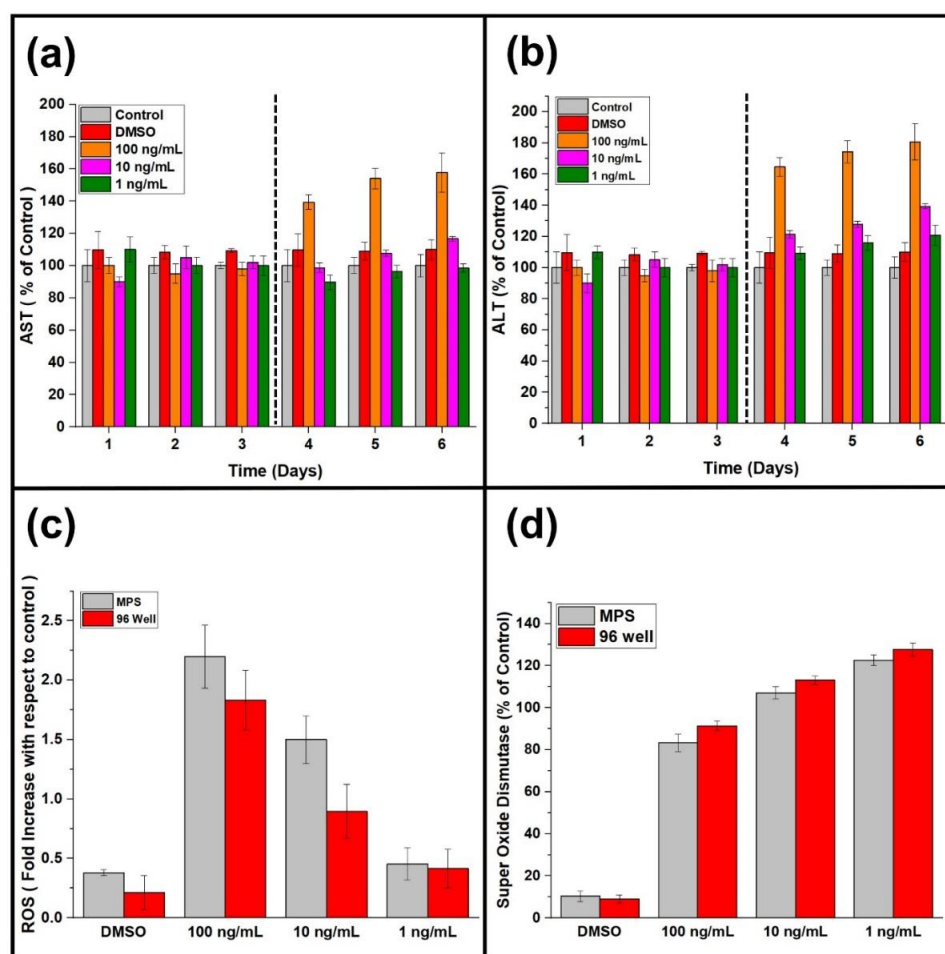 (a)
AST ( % of Control)
200
180
160
140
120
100
80
60
40
20
0
Control
DMSO
100 ng/mL
10 ng/mL
1 ng/mL
1 2 3 4 5 6
Time (Days)
(b)
ALT ( % of Control)
200
180
160
140
120
100
80
60
40
20
0
Control
DMSO
100 ng/mL
10 ng/mL
1 ng/mL
1 2 3 4 5 6
Time (Days)
(c)
ROS ( Fold Increase with respect to control )
2.5
2.0
1.5
1.0
0.5
0.0
MPS
96 Well
DMSO 100 ng/mL 10 ng/mL 1 ng/mL
(d)
Super Oxide Dismutase (% of Control)
140
120
100
80
60
40
20
0
MPS
96 well
DMSO 100 ng/mL 10 ng/mL 1 ng/mL